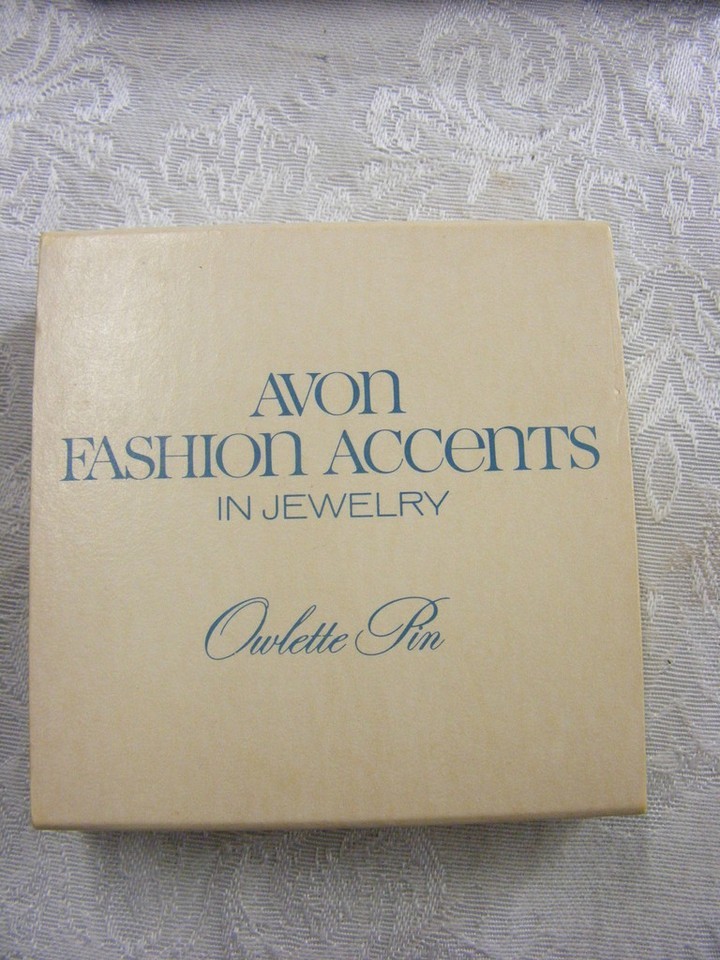 AVON
FASHION ACCENTS
IN JEWELRY
Owlette Pin